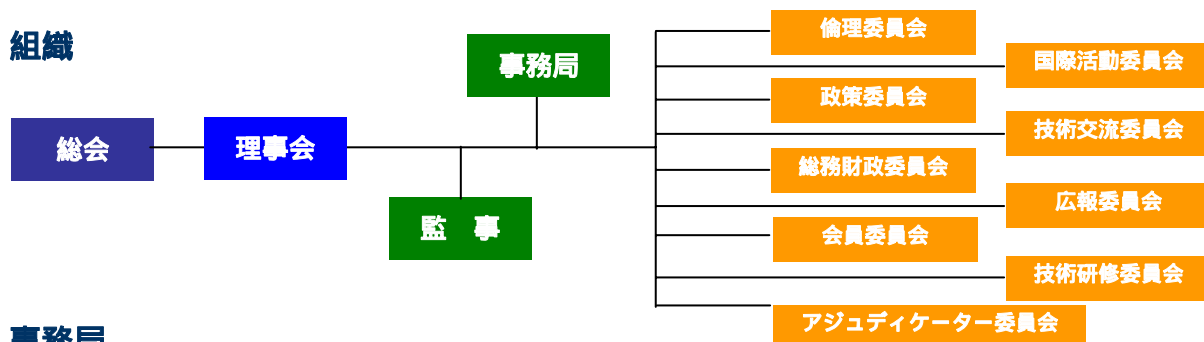 組織
倫理委員会
事務局
国際活動委員会
政策委員会
総会
理事会
技術交流委員会
総務財政委員会
監　事
広報委員会
会員委員会
技術研修委員会
アジュディケーター委員会
事務局